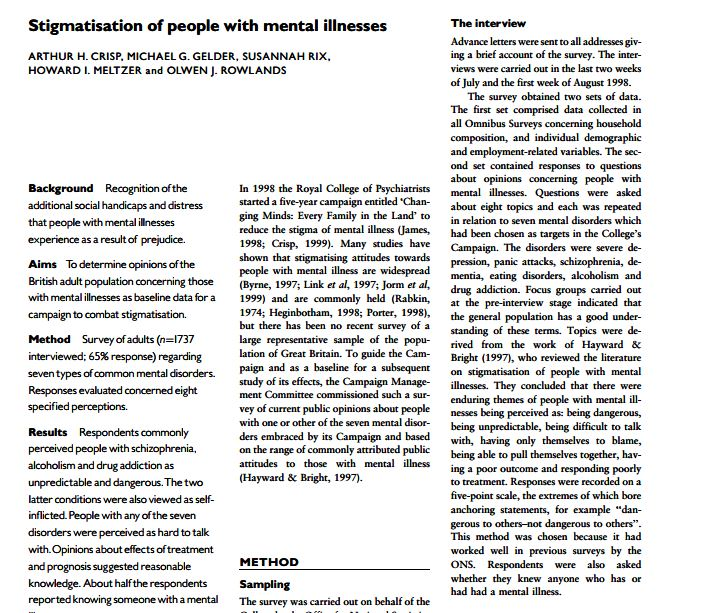 Stigmatisation of people with mental illnesses
ARTHUR H. CRISP, MICHAEL G. GELDER, SUSANNAH RIX,
HOWARD I. MELTZER and OLWEN J. ROWLANDS
Background Recognition of the
additional social handicaps and distress
that people with mental illnesses
experience as a result of prejudice.
Aims To determine opinions of the
British adult population concerning those
with mental illnesses as baseline data for a
campaign to combat stigmatisation.
Method Survey of adults (n=1737
interviewed; 65% response) regarding
seven types of common mental disorders.
Responses evaluated concerned eight
specified perceptions.
Results Respondents commonly
perceived people with schizophrenia,
alcoholism and drug addiction as
unpredictable and dangerous. The two
latter conditions were also viewed as self-
inflicted. People with any of the seven
disorders were perceived as hard to talk
with. Opinions about effects of treatment
and prognosis suggested reasonable
knowledge. About half the respondents
reported knowing someone with a mental
In 1998 the Royal College of Psychiatrists
started a five-year campaign entitled ‘Chan-
ging Minds: Every Family in the Land’ to
reduce the stigma of mental illness (James,
1998; Crisp, 1999). Many studies have
shown that stigmatising attitudes towards
people with mental illness are widespread
(Byrne, 1997; Link et al, 1997; Jorm et al,
1999) and are commonly held (Rabkin,
1974; Heginbotham, 1998; Porter, 1998),
but there has been no recent survey of a
large representative sample of the popu-
lation of Great Britain. To guide the Cam-
paign and as a baseline for a subsequent
study of its effects, the Campaign Manage-
ment Committee commissioned such a sur-
vey of current public opinions about people
with one or other of the seven mental disor-
ders embraced by its Campaign and based
on the range of commonly attributed public
attitudes to those with mental illness
(Hayward & Bright, 1997).
METHOD
Sampling
The survey was carried out on behalf of the
The interview
Advance letters were sent to all addresses giv-
ing a brief account of the survey. The inter-
views were carried out in the last two weeks
of July and the first week of August 1998.
The survey obtained two sets of data.
The first set comprised data collected in
all Omnibus Surveys concerning household
composition, and individual demographic
and employment-related variables. The sec-
ond set contained responses to questions
about opinions concerning people with
mental illnesses. Questions were asked
about eight topics and each was repeated
in relation to seven mental disorders which
had been chosen as targets in the College’s
Campaign. The disorders were severe de-
pression, panic attacks, schizophrenia, de-
mentia, eating disorders, alcoholism and
drug addiction. Focus groups carried out
at the pre-interview stage indicated that
the general population has a good under-
standing of these terms. Topics were de-
rived from the work of Hayward &
Bright (1997), who reviewed the literature
on stigmatisation of people with mental
illnesses. They concluded that there were
enduring themes of people with mental ill-
nesses being perceived as: being dangerous,
being unpredictable, being difficult to talk
with, having only themselves to blame,
being able to pull themselves together, hav-
ing a poor outcome and responding poorly
to treatment. Responses were recorded on a
five-point scale, the extremes of which bore
anchoring statements, for example “dan-
gerous to others–not dangerous to others”.
This method was chosen because it had
worked well in previous surveys by the
ONS. Respondents were also asked
whether they knew anyone who has or
had had a mental illness.